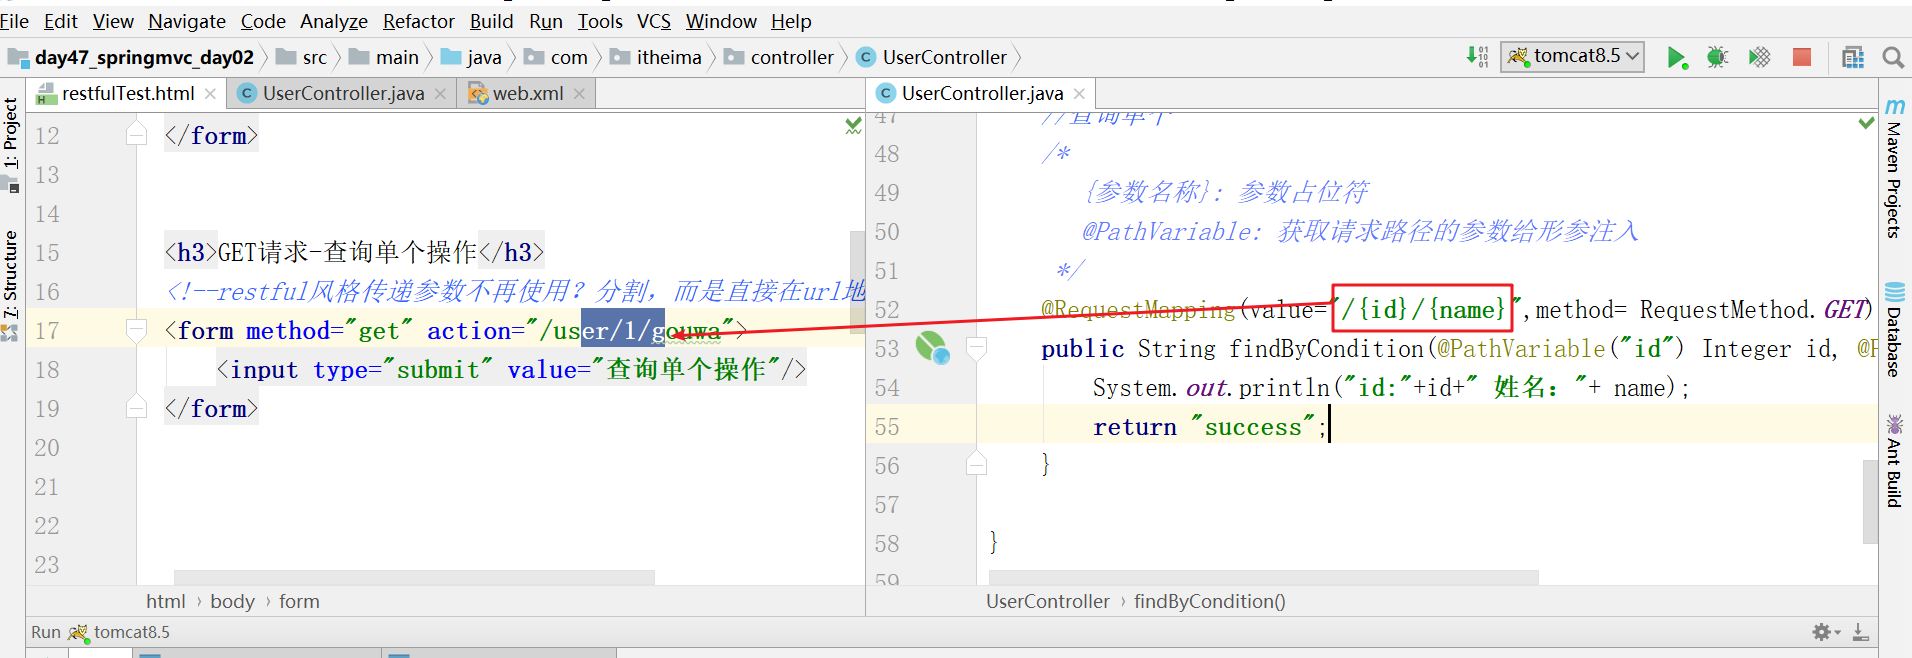 File Edit View Navigate Code Analyze Refactor Build Run Tools VCS Window Help
day47_springmvc_day02 src main java com itheima controller UserController
tomcat8.5
restfulTest.html UserController.java web.xml
UserController.java
1: Project
7: Structure
12 </form>
13
14
15 <h3>GET请求-查询单个操作</h3>
16 <!--restful风格传递参数不再使用？分割，而是直接在url地
17 <form method="get" action="/user/1/gouwa">
18 <input type="submit" value="查询单个操作"/>
19 </form>
20
21
22
23
html › body › form
47 //查询单个
48 /*
49 {参数名称}: 参数占位符
50 @PathVariable: 获取请求路径的参数给形参注入
51 */
52 @RequestMapping(value="/{id}/{name}",method= RequestMethod.GET)
53 public String findByCondition(@PathVariable("id") Integer id, @P
54 System.out.println("id:"+id+" 姓名："+ name);
55 return "success";
56 }
57
58 }
59
UserController › findByCondition()
Maven Projects
Database
Ant Build
Run tomcat8.5